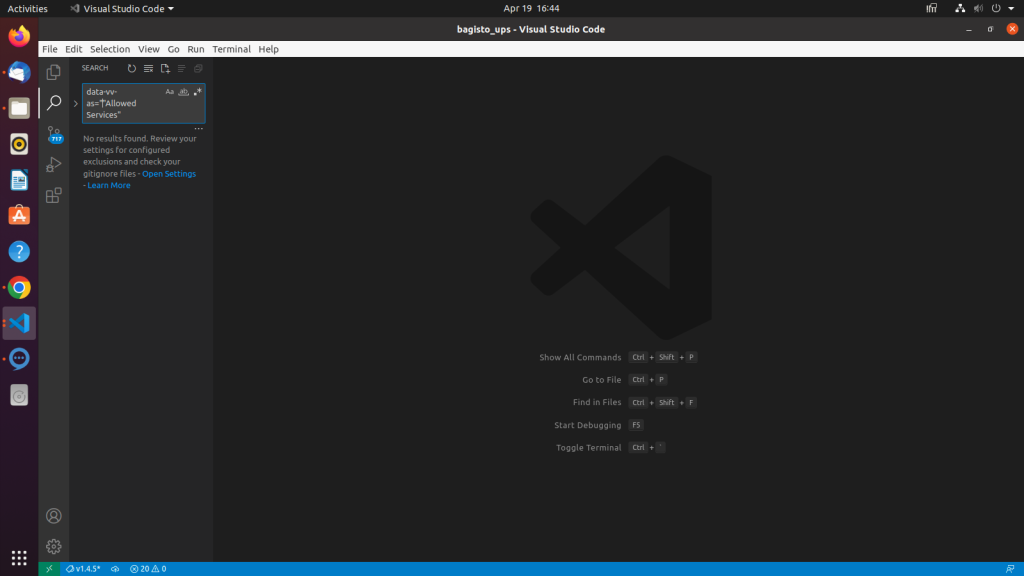 Activities
Visual Studio Code
Apr 19 16:44
bagisto_ups - Visual Studio Code
File Edit Selection View Go Run Terminal Help
SEARCH
data-vv-
as="Allowed
Services"
Aa ab
No results found. Review your
settings for configured
exclusions and check your
gitignore files - Open Settings
- Learn More
717
Show All Commands Ctrl + Shift + P
Go to File Ctrl + P
Find in Files Ctrl + Shift + F
Start Debugging F5
Toggle Terminal Ctrl + `
v1.4.5* 20 0